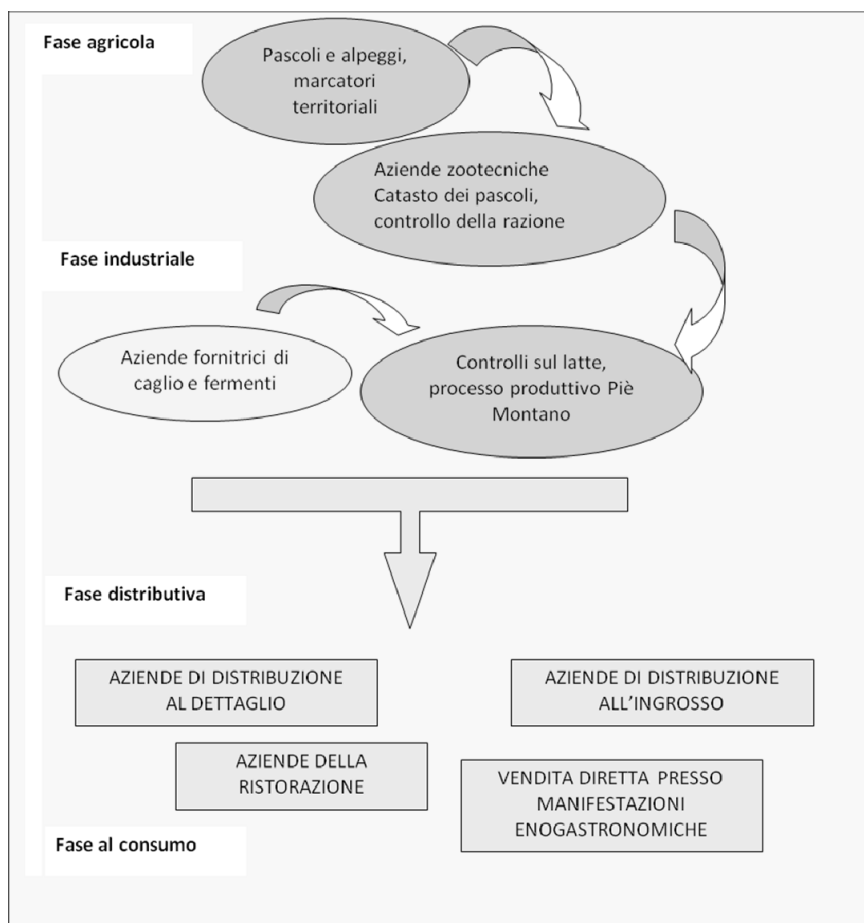 Fase agricola
Pascoli e alpeggi,
marcatori
territoriali
Aziende zootecniche
Catasto dei pascoli,
controllo della razione
Fase industriale
Aziende fornitrici di
caglio e fermenti
Controlli sul latte,
processo produttivo Piè
Montano
Fase distributiva
AZIENDE DI DISTRIBUZIONE
AL DETTAGLIO
AZIENDE DI DISTRIBUZIONE
ALL'INGROSSO
AZIENDE DELLA
RISTORAZIONE
VENDITA DIRETTA PRESSO
MANIFESTAZIONI
ENOGASTRONOMICHE
Fase al consumo